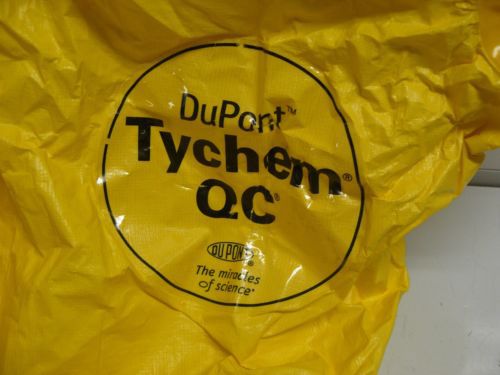 DuPont™
Tychem®
QC®
DUPONT®
The miracles
of science®